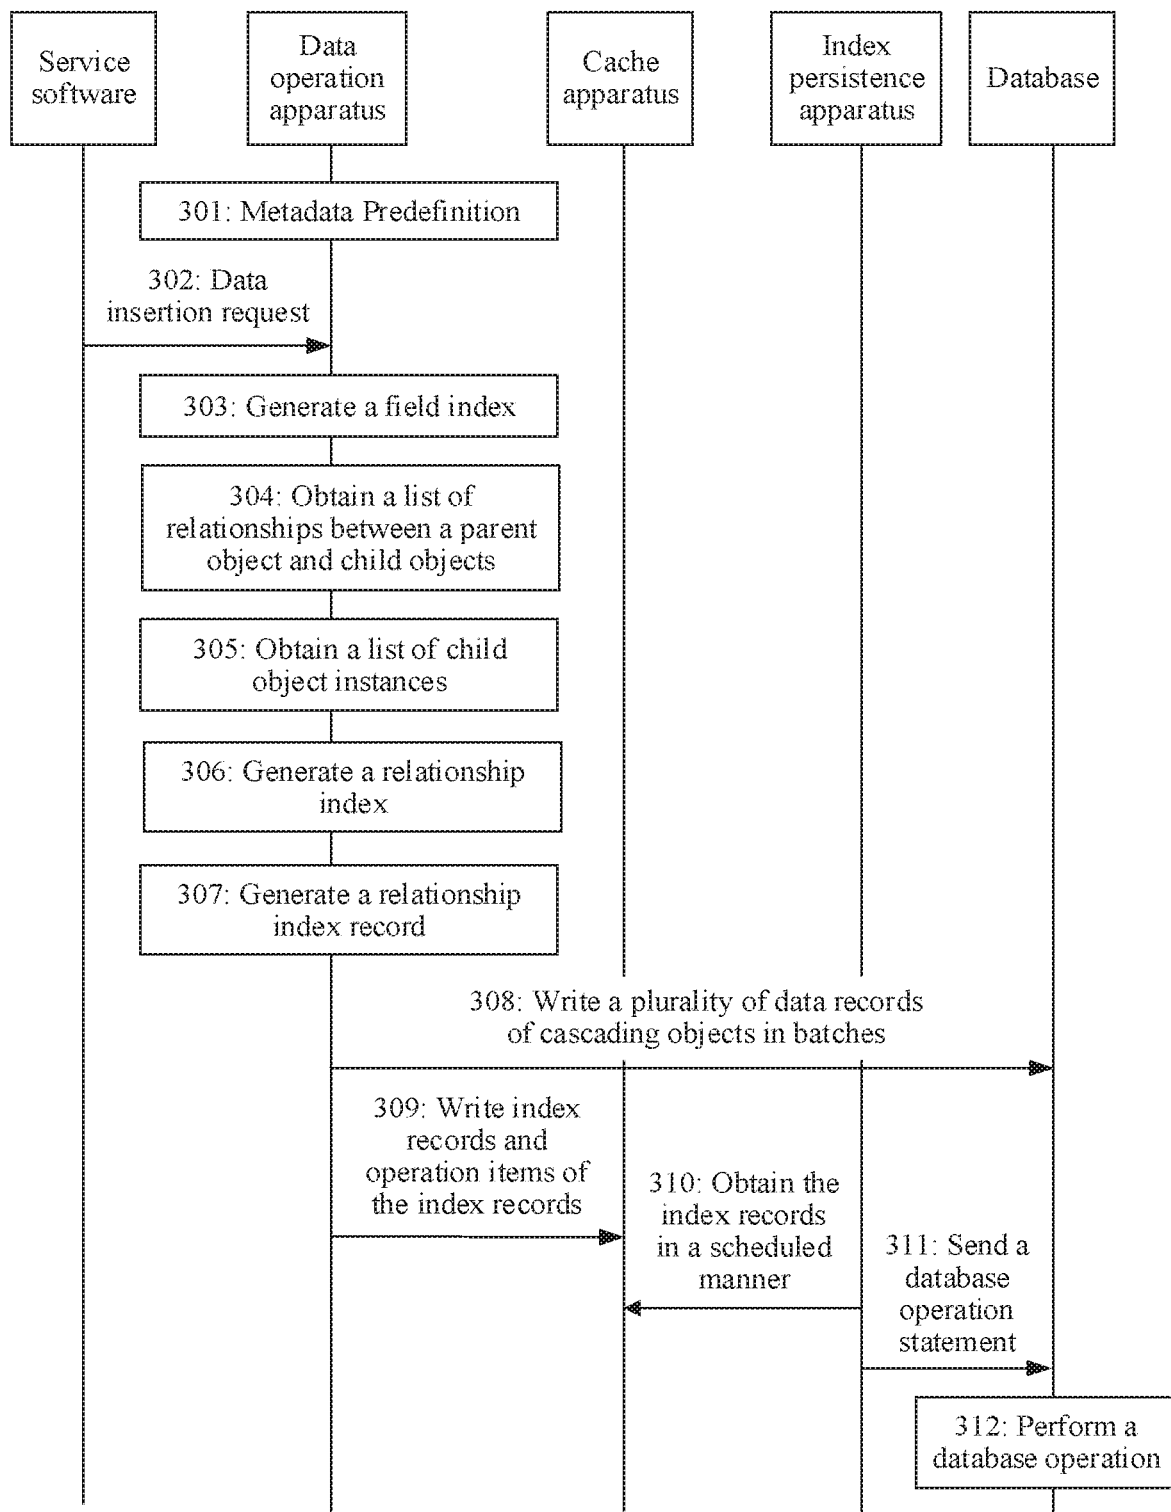 Service
software
Data
operation
apparatus
Cache
apparatus
Index
persistence
apparatus
Database
301: Metadata Predefinition
302: Data
insertion request
303: Generate a field index
304: Obtain a list of
relationships between a parent
object and child objects
305: Obtain a list of child
object instances
306: Generate a relationship
index
307: Generate a relationship
index record
308: Write a plurality of data records
of cascading objects in batches
309: Write index
records and
operation items of
the index records
310: Obtain the
index records
in a scheduled
manner
311: Send a
database
operation
statement
312: Perform a
database operation